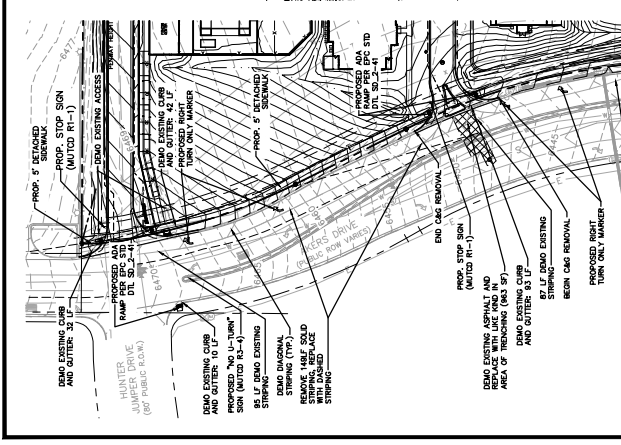 PROP. 5' DETACHED
SIDEWALK
PROP. STOP SIGN
(MUTCD R1-1)
DEMO EXISTING ACCESS
DEMO EXISTING CURB
AND GUTTER: 42 LF
PROPOSED RIGHT
TURN ONLY MARKER
PROP. 5' DETACHED
SIDEWALK
PROPOSED ADA
RAMP PER EPC STD
DTL SD_2-41
DEMO EXISTING CURB
AND GUTTER: 32 LF
PROPOSED ADA
RAMP PER EPC STD
DTL SD_2-41
HUNTER
JUMPER DRIVE
(80' PUBLIC R.O.W.)
DEMO EXISTING CURB
AND GUTTER: 10 LF
PROPOSED "NO U-TURN"
SIGN (MUTCD R3-4)
95 LF DEMO EXISTING
STRIPING
DEMO DIAGONAL
STRIPING (TYP.)
REMOVE 149LF SOLID
STRIPING, REPLACE
WITH DASHED
STRIPING
KERS DRIVE
(PUBLIC ROW VARIES)
END C&G REMOVAL
PROP. STOP SIGN
(MUTCD R1-1)
DEMO EXISTING ASPHALT AND
REPLACE WITH LIKE KIND IN
AREA OF TRENCHING (963 SF)
DEMO EXISTING CURB
AND GUTTER: 93 LF
87 LF DEMO EXISTING
STRIPING
BEGIN C&G REMOVAL
PROPOSED RIGHT
TURN ONLY MARKER
6470
6470
6445